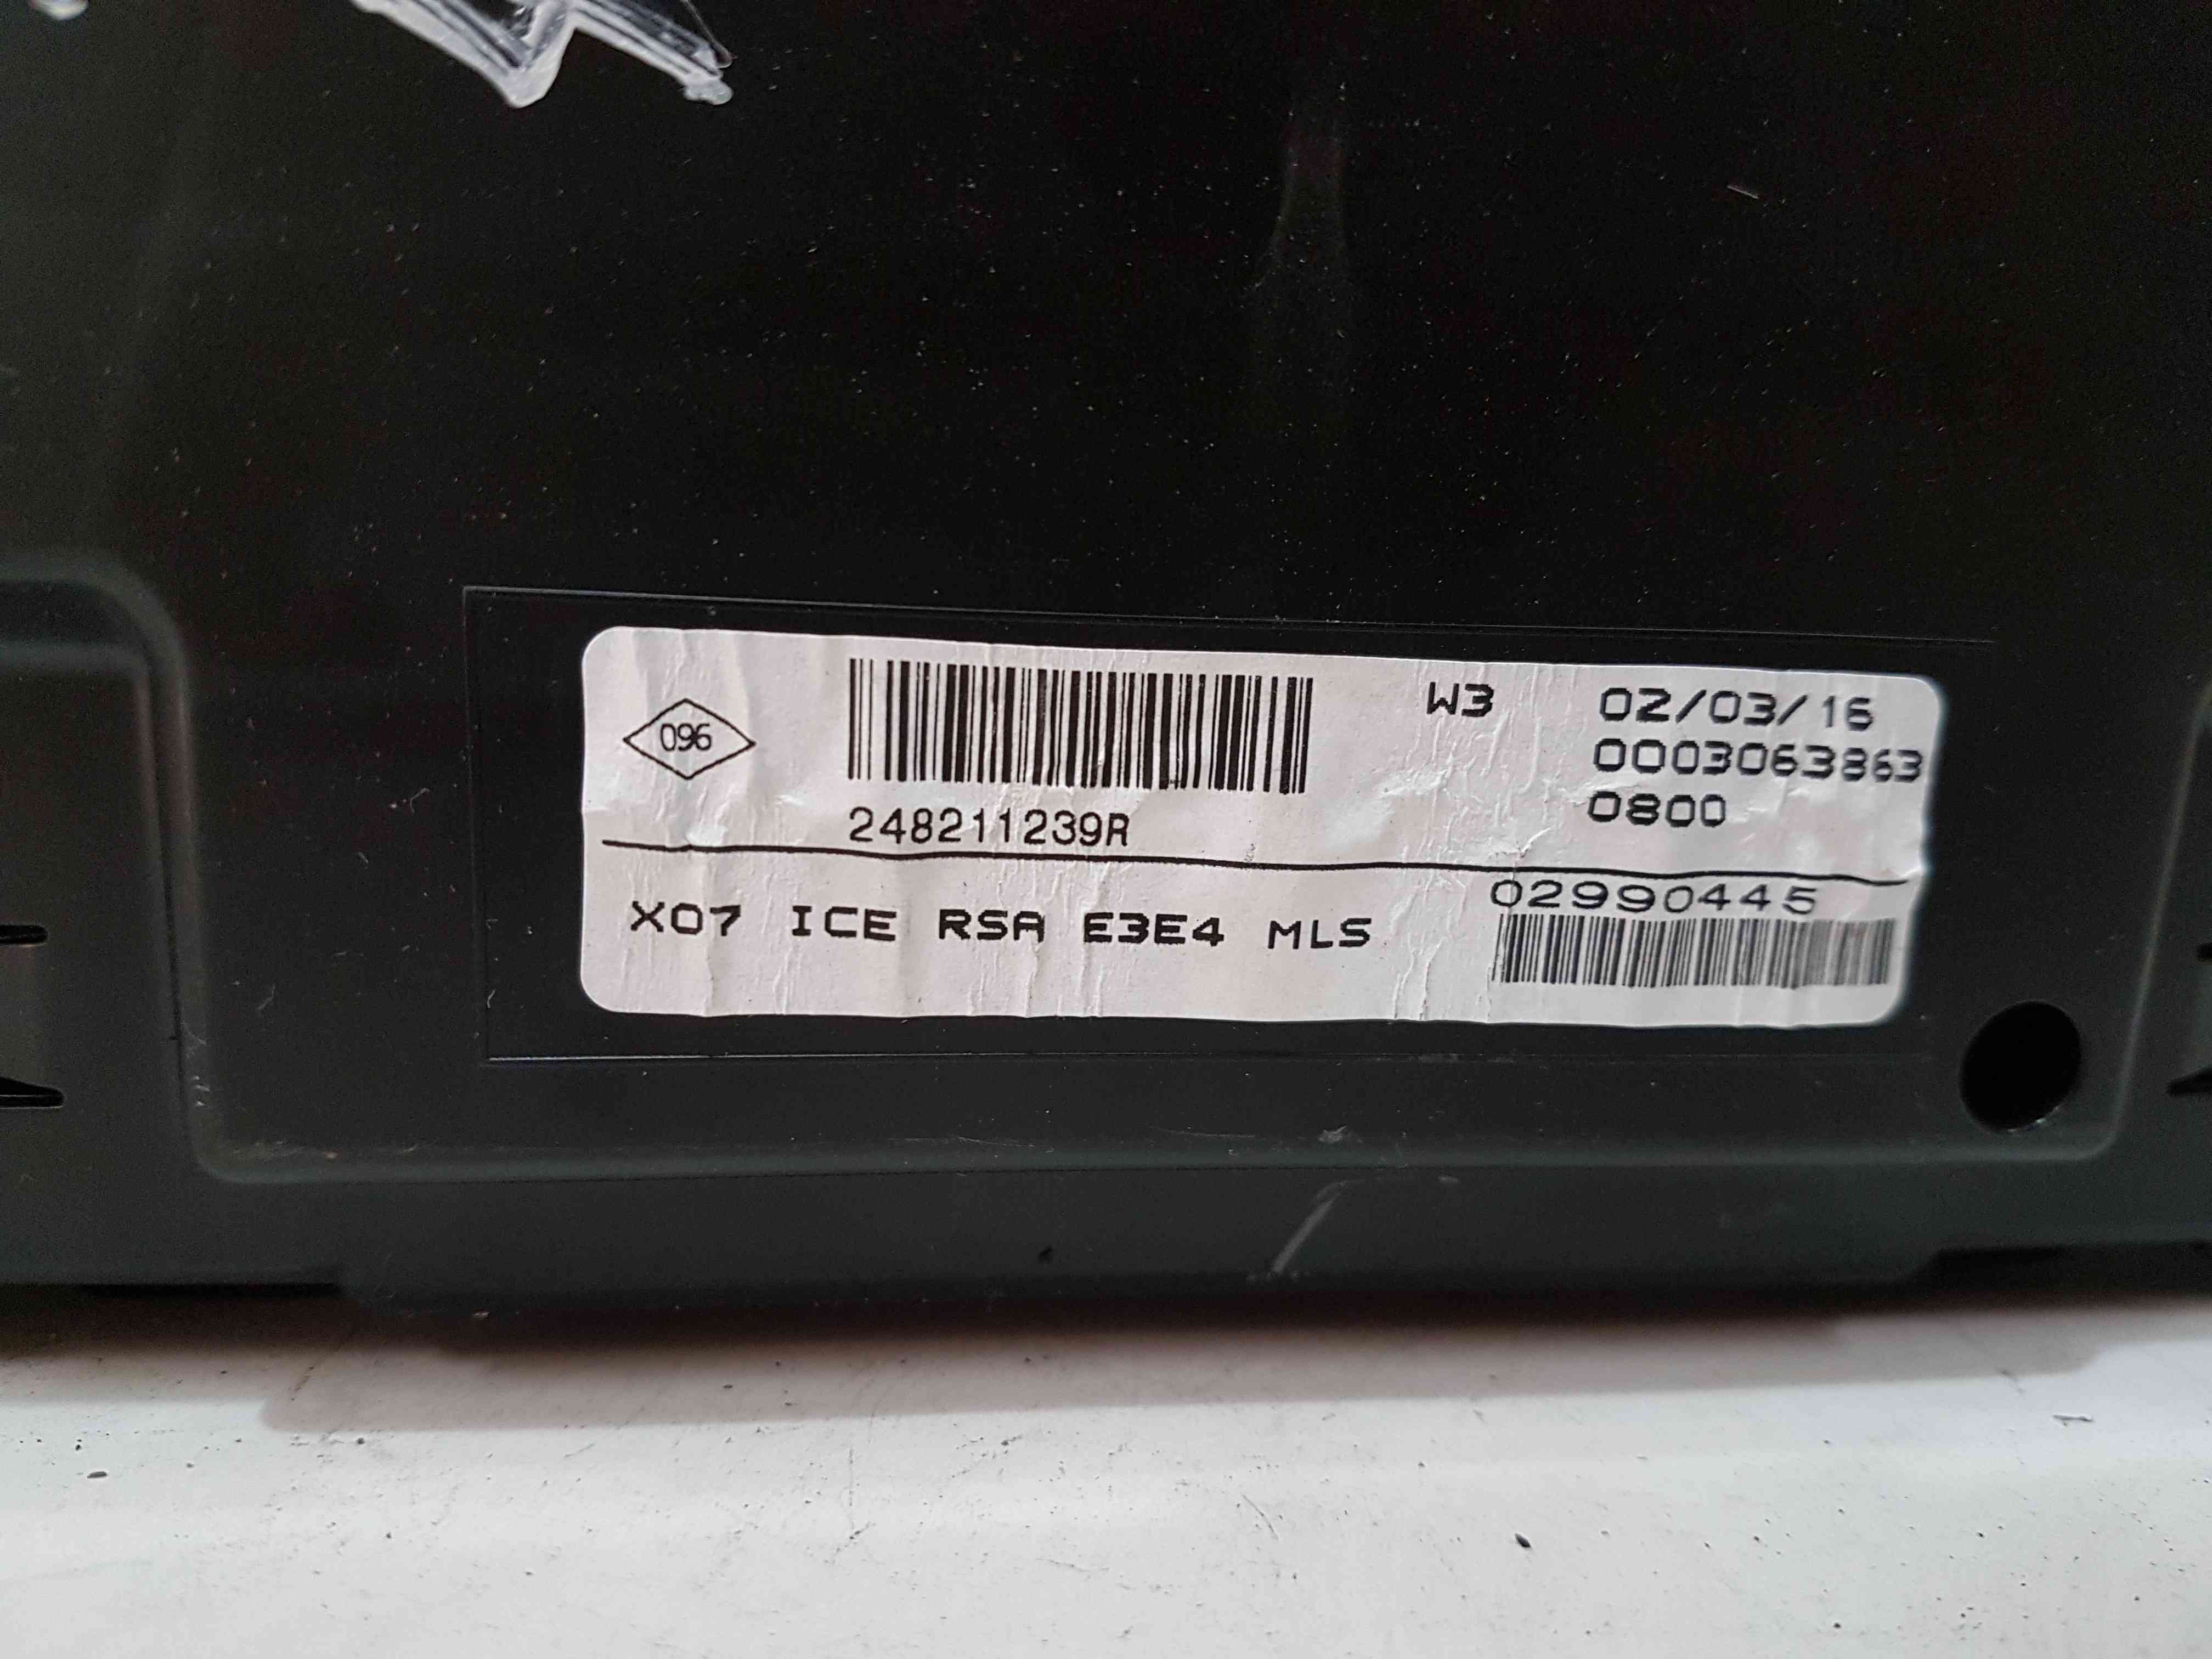 096
248211239R
W3 02/03/16
0003063863
0800
X07 ICE RSA E3E4 MLS
02990445